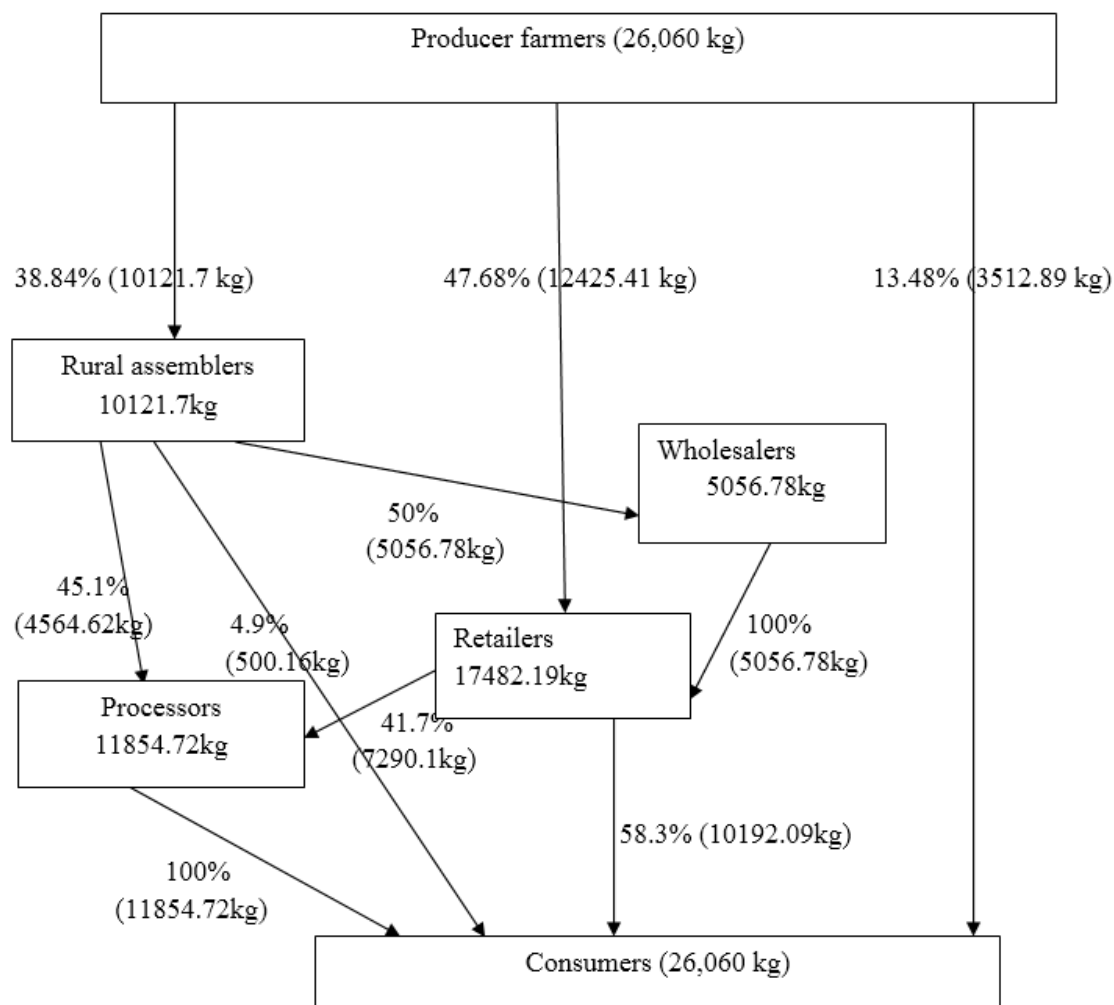 Producer farmers (26,060 kg)
38.84% (10121.7 kg)
47.68% (12425.41 kg)
13.48% (3512.89 kg)
Rural assemblers
10121.7kg
Wholesalers
5056.78kg
50%
(5056.78kg)
45.1%
(4564.62kg)
4.9%
(500.16kg)
Retailers
17482.19kg
100%
(5056.78kg)
Processors
11854.72kg
41.7%
(7290.1kg)
58.3% (10192.09kg)
100%
(11854.72kg)
Consumers (26,060 kg)